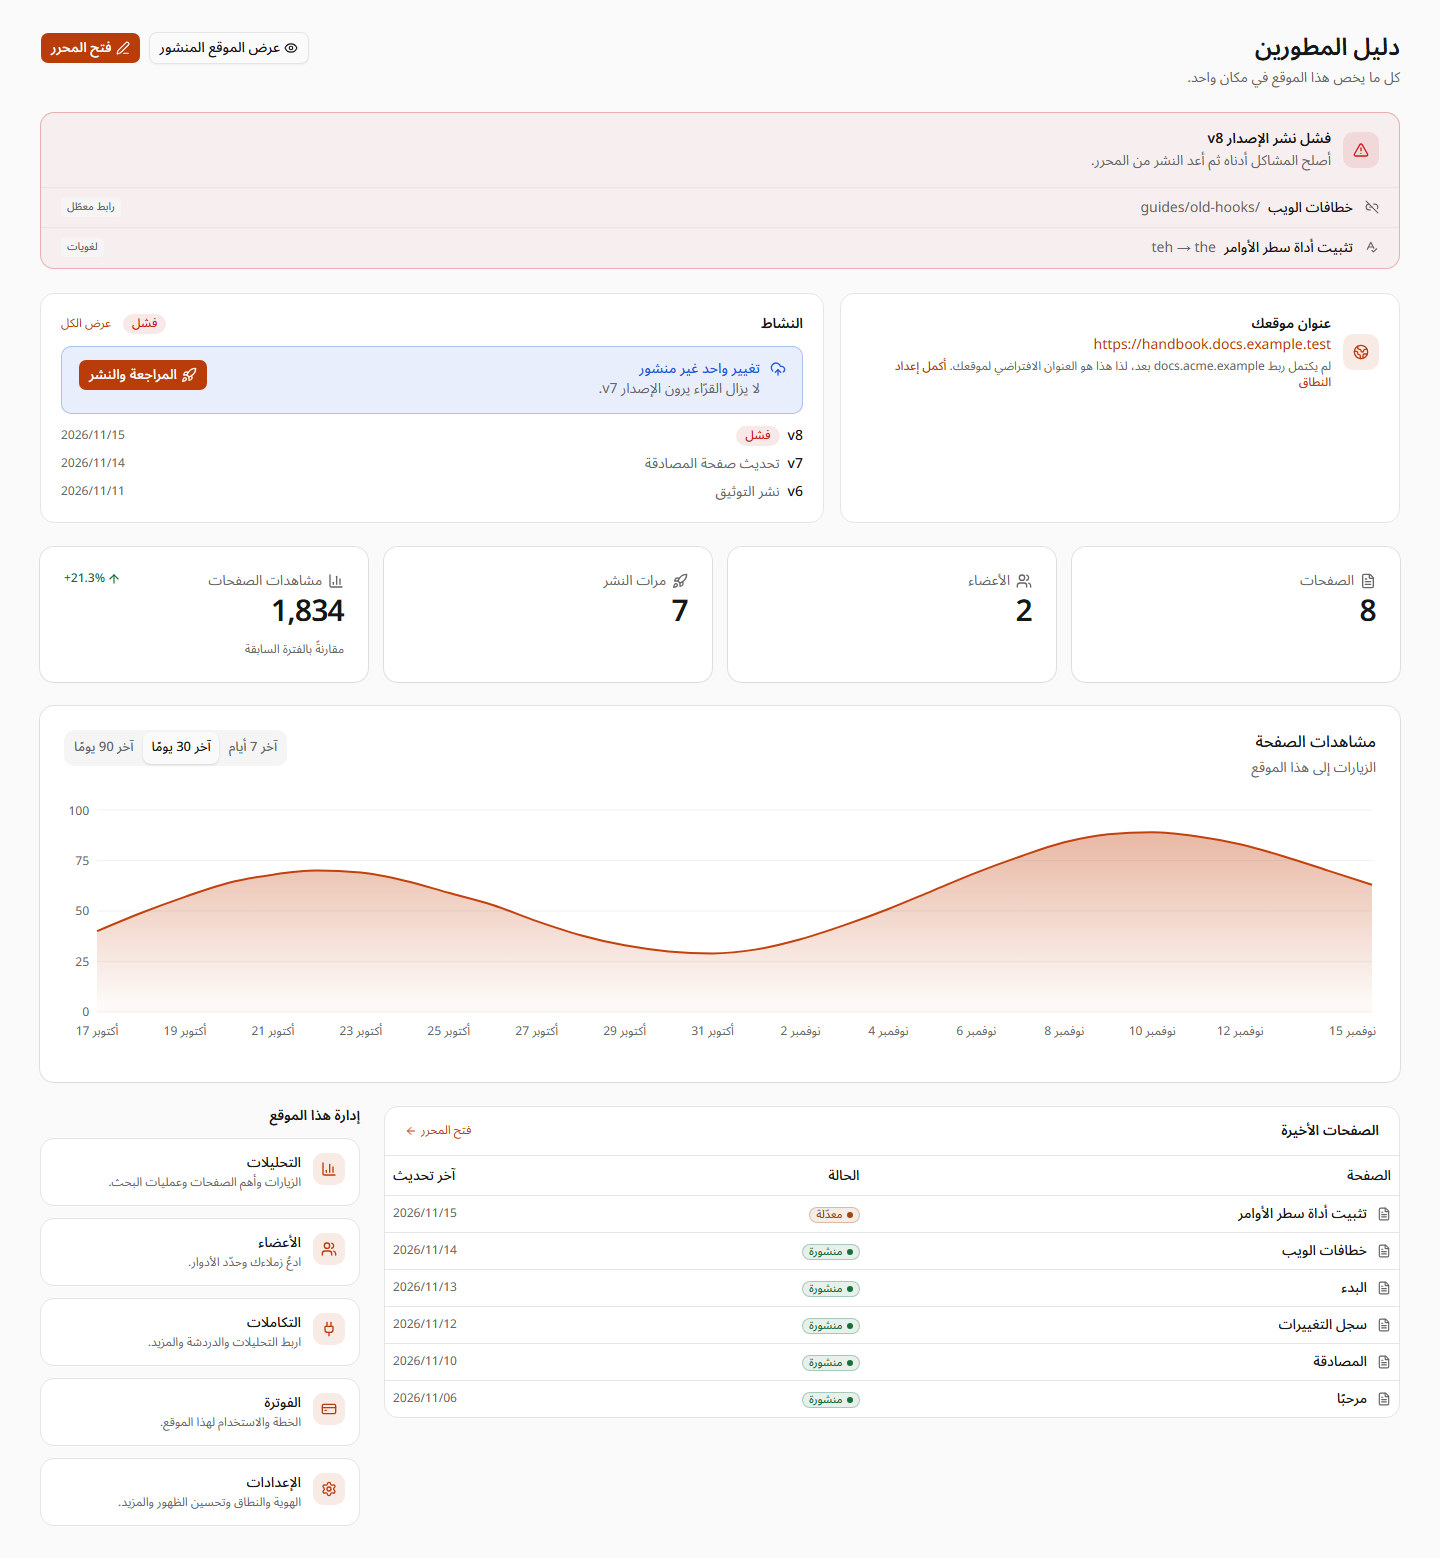 دليل المطورين
كل ما يخص هذا الموقع في مكان واحد.
عرض الموقع المنشور
فتح المحرر
فشل نشر الإصدار v8
أصلح المشاكل أدناه ثم أعد النشر من المحرر.
خطافات الويب /guides/old-hooks
رابط معطّل
تثبيت أداة سطر الأوامر teh → the
لغويات
عنوان موقعك
https://handbook.docs.example.test
لم يكتمل ربط docs.acme.example بعد، لذا هذا هو العنوان الافتراضي لموقعك. أكمل إعداد
النطاق
النشاط
فشل
عرض الكل
تغيير واحد غير منشور
لا يزال القرّاء يرون الإصدار v7.
المراجعة والنشر
v8 فشل 2026/11/15
v7 تحديث صفحة المصادقة 2026/11/14
v6 نشر التوثيق 2026/11/11
الصفحات
8
الأعضاء
2
مرات النشر
7
مشاهدات الصفحات
+21.3%
1,834
مقارنةً بالفترة السابقة
مشاهدات الصفحة
الزيارات إلى هذا الموقع
آخر 7 أيام
آخر 30 يومًا
آخر 90 يومًا
100
75
50
25
0
17 أكتوبر
19 أكتوبر
21 أكتوبر
23 أكتوبر
25 أكتوبر
27 أكتوبر
29 أكتوبر
31 أكتوبر
2 نوفمبر
4 نوفمبر
6 نوفمبر
8 نوفمبر
10 نوفمبر
12 نوفمبر
15 نوفمبر
الصفحات الأخيرة
فتح المحرر ←
الصفحة الحالة آخر تحديث
تثبيت أداة سطر الأوامر معدّلة 2026/11/15
خطافات الويب منشورة 2026/11/14
البدء منشورة 2026/11/13
سجل التغييرات منشورة 2026/11/12
المصادقة منشورة 2026/11/10
مرحبًا منشورة 2026/11/06
إدارة هذا الموقع
التحليلات
الزيارات وأهم الصفحات وعمليات البحث.
الأعضاء
ادعُ زملاءك وحدّد الأدوار.
التكاملات
اربط التحليلات والدردشة والمزيد.
الفوترة
الخطة والاستخدام لهذا الموقع.
الإعدادات
الهوية والنطاق وتحسين الظهور والمزيد.